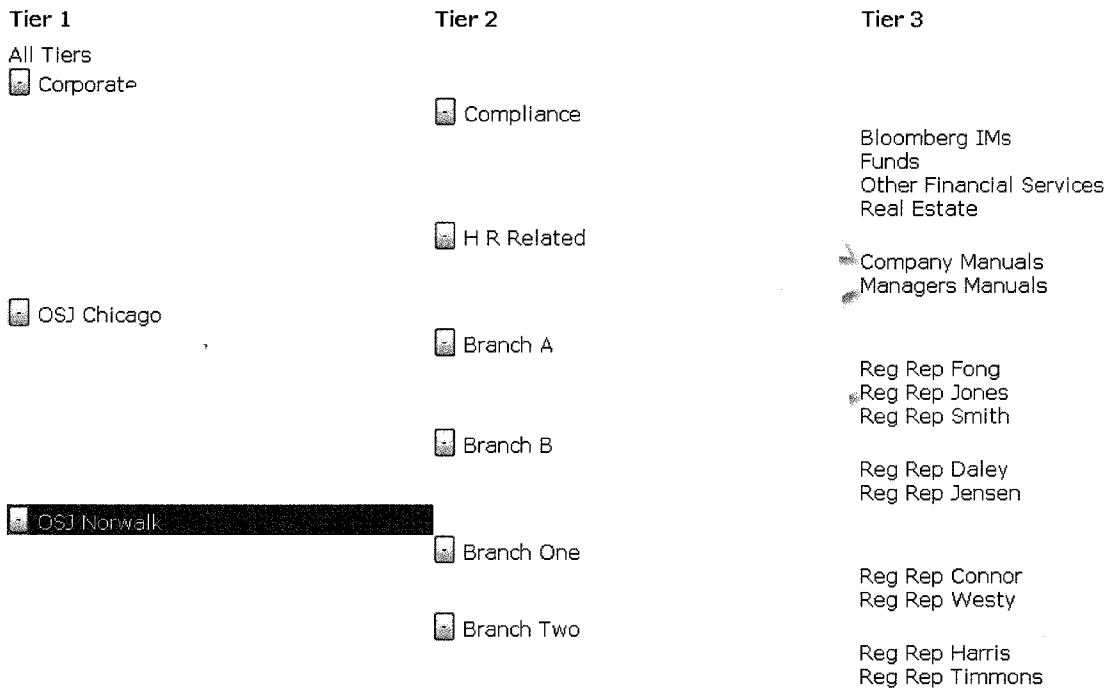 Tier 1 Tier 2 Tier 3
All Tiers
- Corporate
- Compliance
Bloomberg IMs
Funds
Other Financial Services
Real Estate
- H R Related
Company Manuals
Managers Manuals
- OSJ Chicago
- Branch A
Reg Rep Fong
Reg Rep Jones
Reg Rep Smith
- Branch B
Reg Rep Daley
Reg Rep Jensen
- OSJ Norwalk
- Branch One
Reg Rep Connor
Reg Rep Westy
- Branch Two
Reg Rep Harris
Reg Rep Timmons